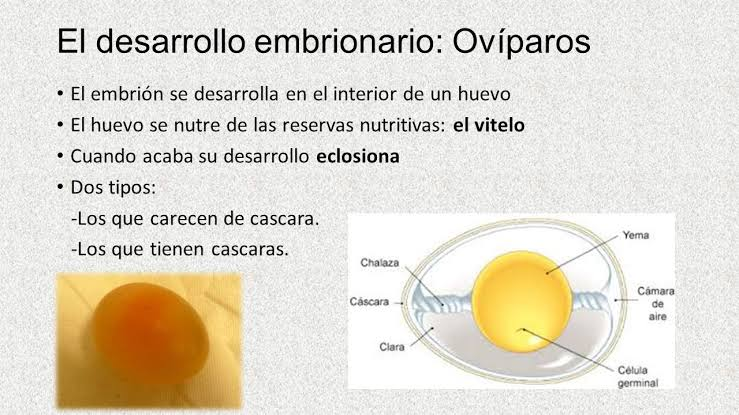 El desarrollo embrionario: Ovíparos
• El embrión se desarrolla en el interior de un huevo
• El huevo se nutre de las reservas nutritivas: el vitelo
• Cuando acaba su desarrollo eclosiona
• Dos tipos:
-Los que carecen de cascara.
-Los que tienen cascaras.
Yema
Chalaza
Cáscara
Cámara
de
aire
Clara
Célula
germinal